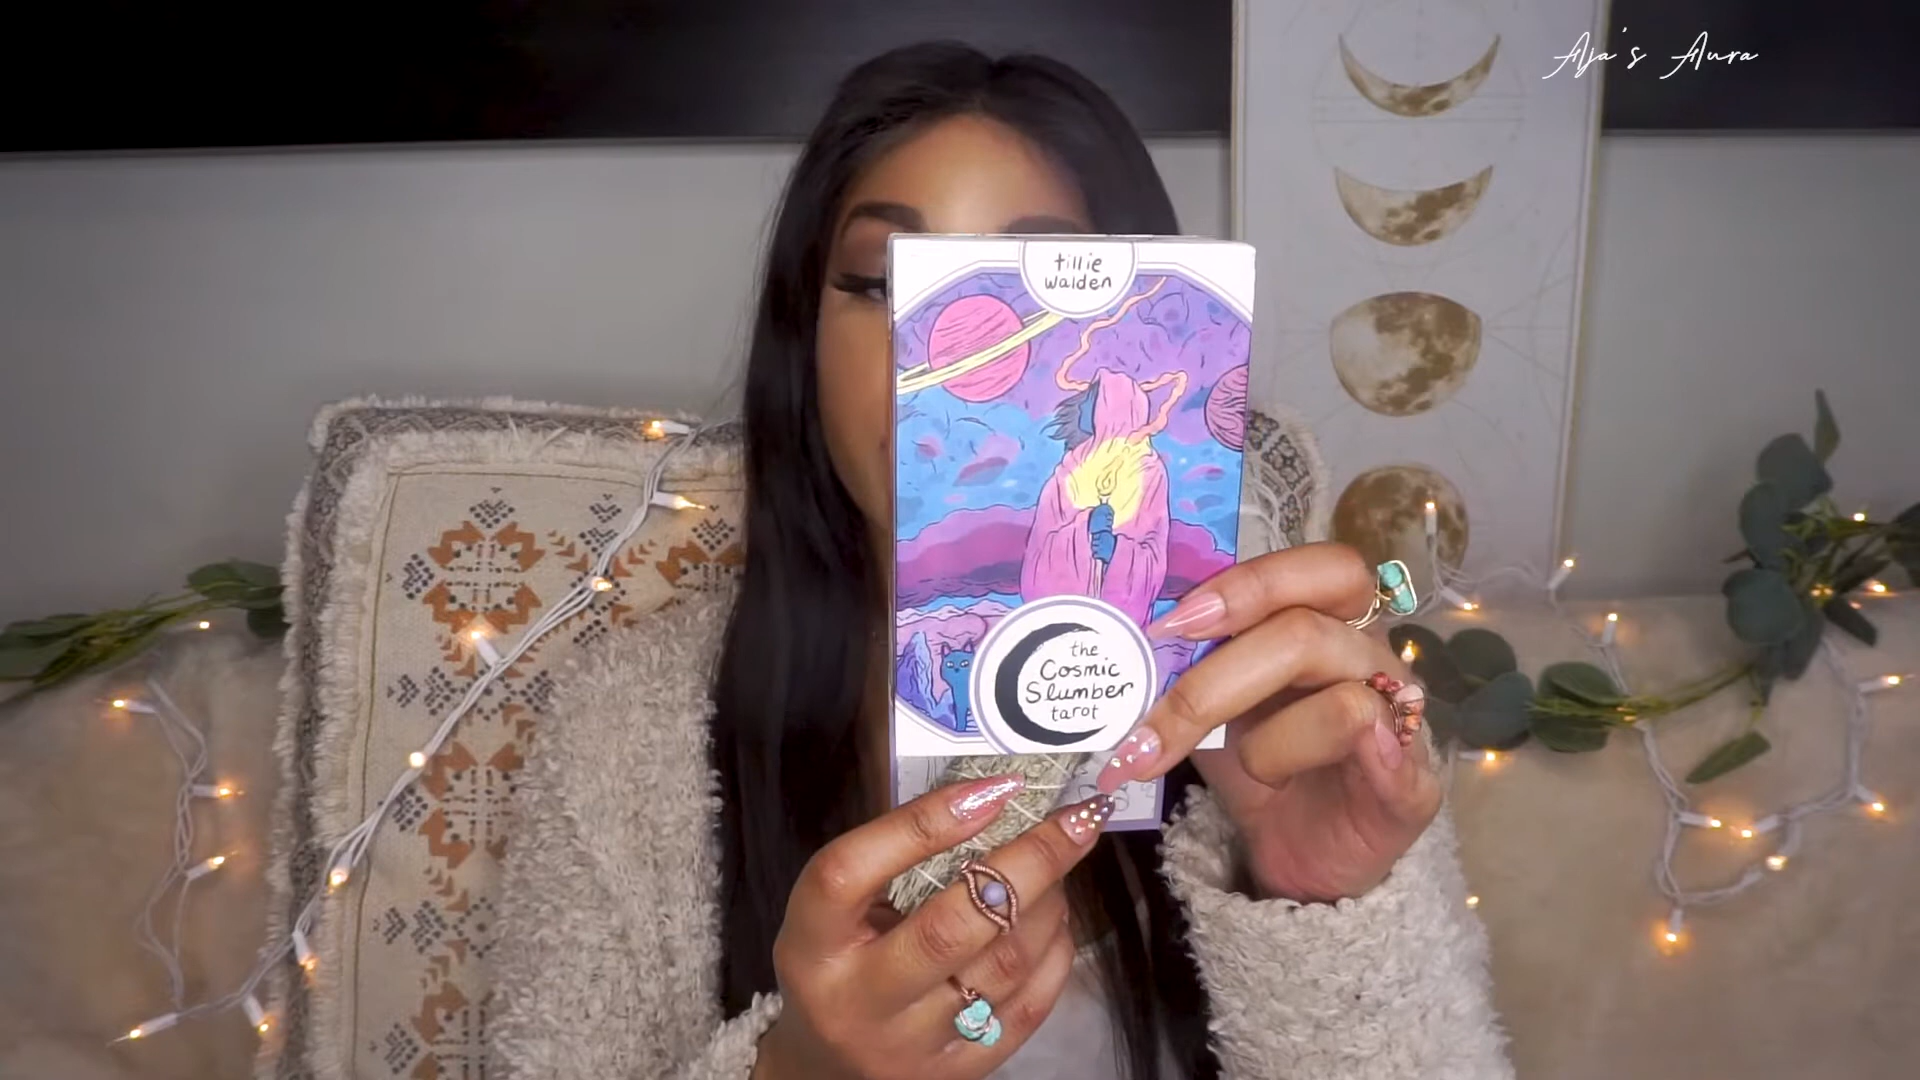 Aja's Aura
tillie
walden
the
Cosmic
Slumber
tarot